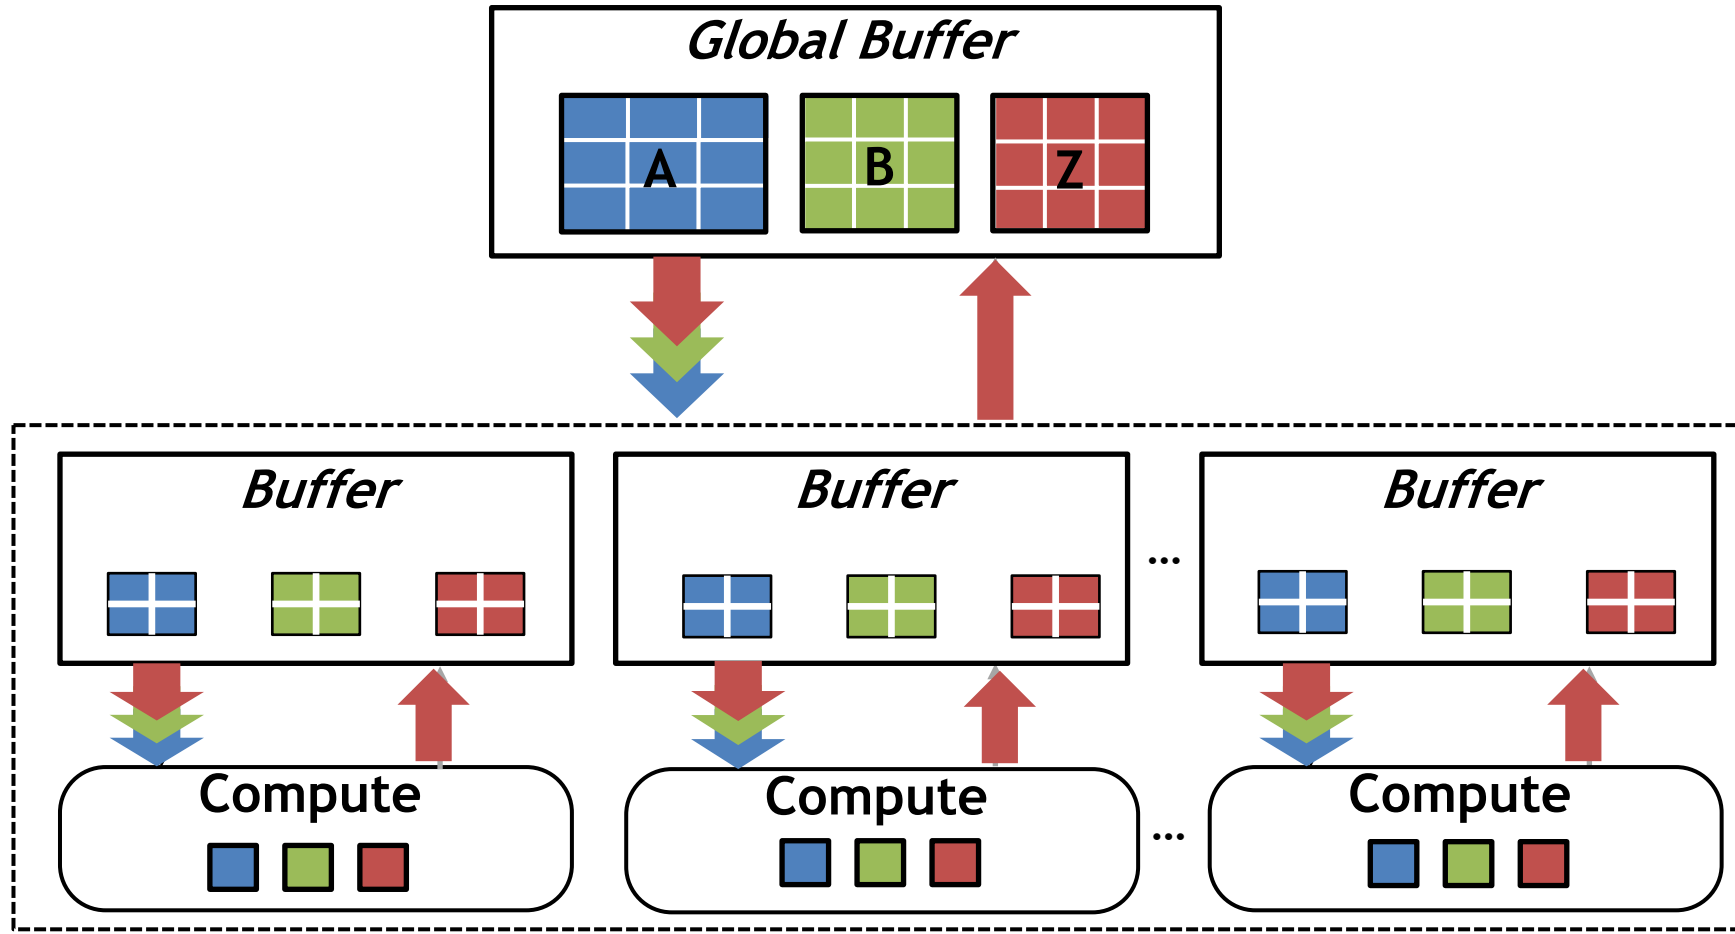 Global Buffer
A B Z
Buffer Buffer ... Buffer
Compute Compute ... Compute